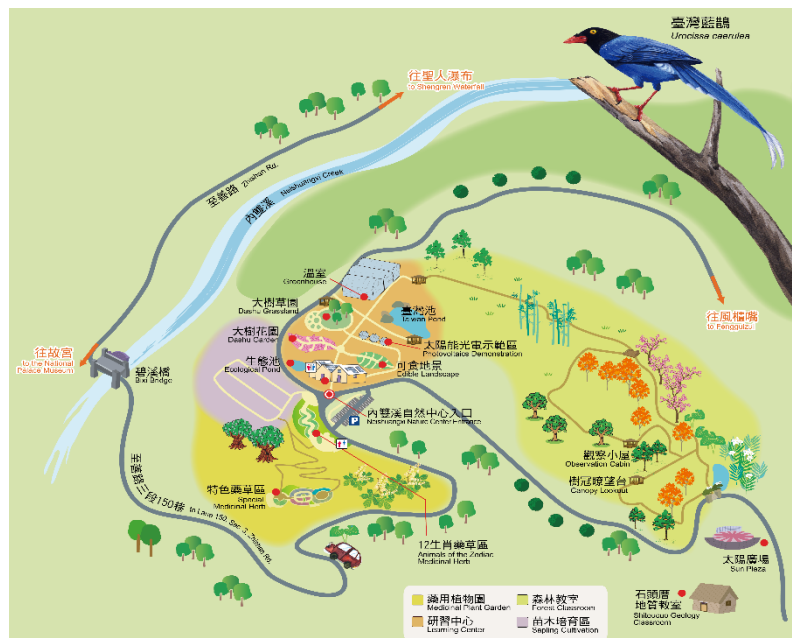 臺灣藍鵲
Urocissa caerulea
往聖人瀑布
to Shengren Waterfall
至善路 Zhishan Rd.
內雙溪 Neishuangxi Creek
溫室
Greenhouse
大樹草園
Dashu Grassland
臺灣池
Taiwan Pond
往風櫃嘴
to Fengguizu
大樹花園
Dashu Garden
太陽能光電示範區
Photovoltaics Demonstration
往故宮
to the National
Palace Museum
碧溪橋
Bixi Bridge
生態池
Ecological Pond
可食地景
Edible Landscape
內雙溪自然中心入口
Neishuangxi Nature Center Entrance
P
觀察小屋
Observation Cabin
樹冠瞭望台
Canopy Lookout
至善路三段150巷 to Lane 150, Sec. 3, Zhishan Rd.
特色藥草區
Special
Medicinal Herb
12生肖藥草區
Animals of the Zodiac
Medicinal Herb
太陽廣場
Sun Plaza
石頭厝
地質教室
Shitoucuo Geology
Classroom
藥用植物園
Medicinal Plant Garden
森林教室
Forest Classroom
研習中心
Learning Center
苗木培育區
Sapling Cultivation